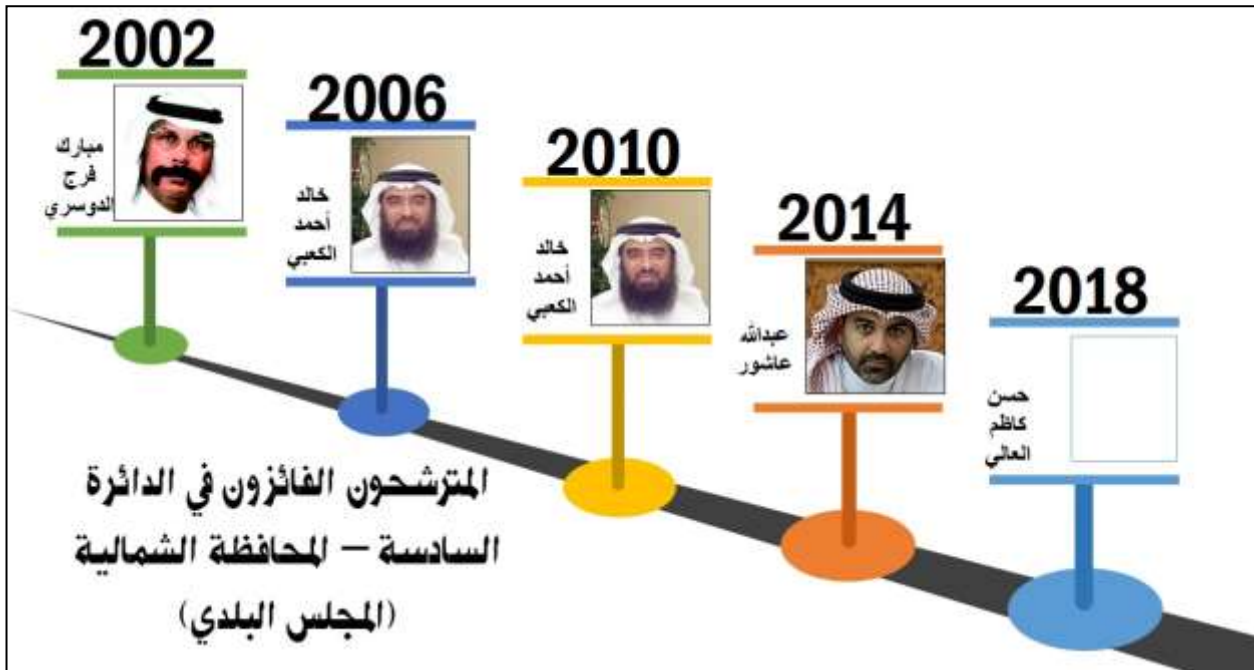 2002
مبارك
فرج
الدوسري
2006
خالد
أحمد
الكعبي
2010
خالد
أحمد
الكعبي
2014
عبدالله
عاشور
2018
حسن
كاظم
العالي
المترشحون الفائزون في الدائرة
السادسة – المحافظة الشمالية
(المجلس البلدي)